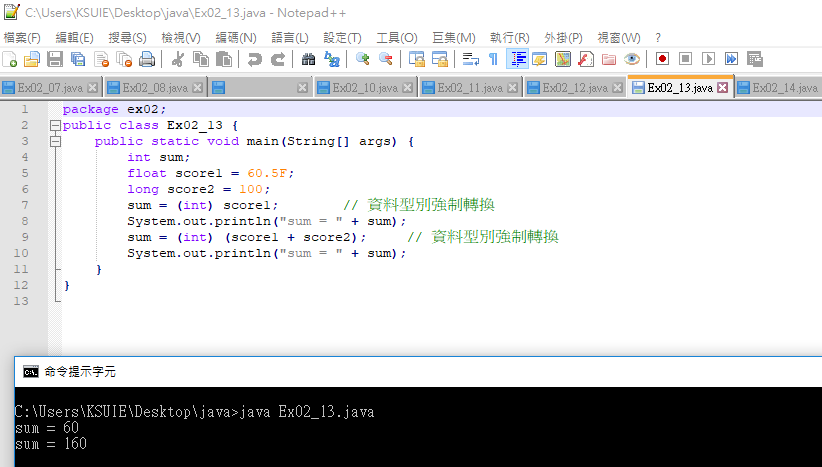 C:\Users\KSUIE\Desktop\java\Ex02_13.java - Notepad++
檔案(F) 編輯(E) 搜尋(S) 檢視(V) 編碼(N) 語言(L) 設定(T) 工具(O) 巨集(M) 執行(R) 外掛(P) 視窗(W) ?
Ex02_07.java Ex02_08.java Ex02_10.java Ex02_11.java Ex02_12.java Ex02_13.java Ex02_14.java
1 package ex02;
2 public class Ex02_13 {
3 public static void main(String[] args) {
4 int sum;
5 float score1 = 60.5F;
6 long score2 = 100;
7 sum = (int) score1; // 資料型別強制轉換
8 System.out.println("sum = " + sum);
9 sum = (int) (score1 + score2); // 資料型別強制轉換
10 System.out.println("sum = " + sum);
11 }
12 }
13
命令提示字元
C:\Users\KSUIE\Desktop\java>java Ex02_13.java
sum = 60
sum = 160